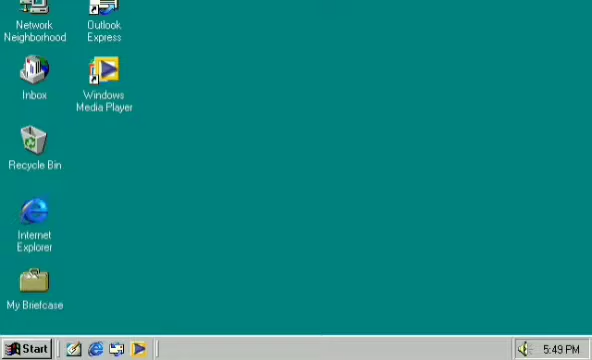 Network
Neighborhood
Outlook
Express
Inbox
Windows
Media Player
Recycle Bin
Internet
Explorer
My Briefcase
Start
5:49 PM